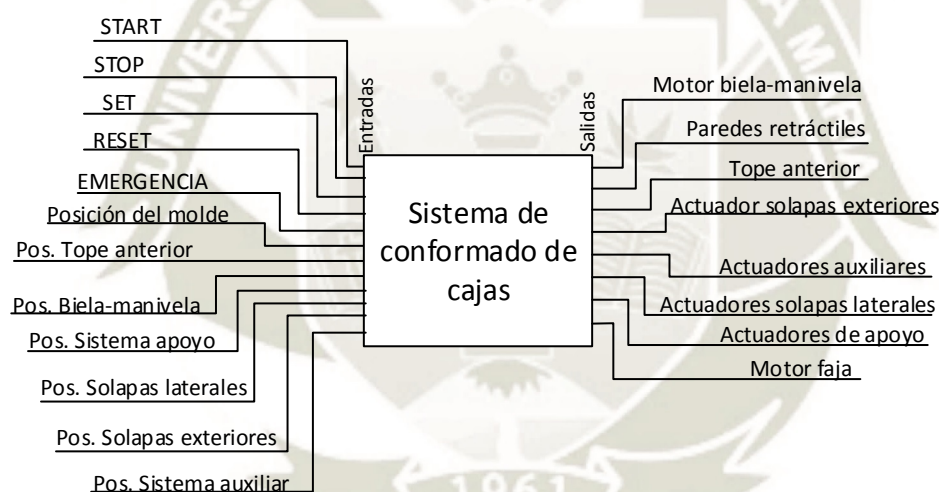 START
STOP
SET
RESET
EMERGENCIA
Posición del molde
Pos. Tope anterior
Pos. Biela-manivela
Pos. Sistema apoyo
Pos. Solapas laterales
Pos. Solapas exteriores
Pos. Sistema auxiliar
Entradas
Sistema de
conformado de
cajas
Salidas
Motor biela-manivela
Paredes retráctiles
Tope anterior
Actuador solapas exteriores
Actuadores auxiliares
Actuadores solapas laterales
Actuadores de apoyo
Motor faja
1961